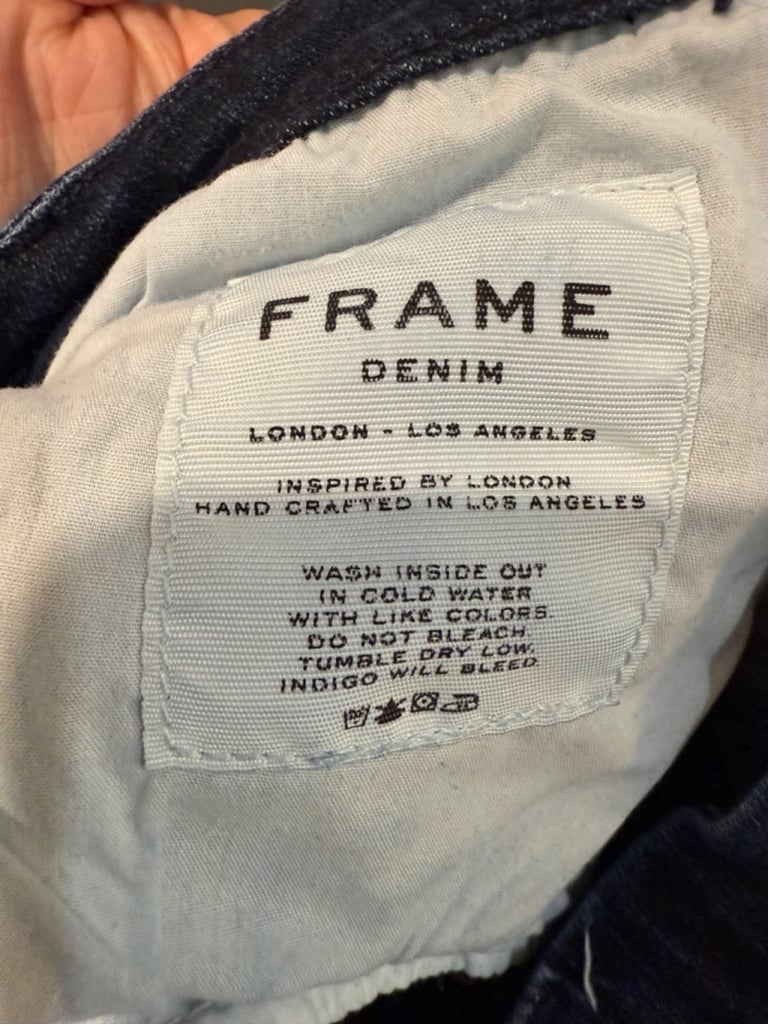 FRAME
DENIM
LONDON - LOS ANGELES
INSPIRED BY LONDON
HAND CRAFTED IN LOS ANGELES
WASH INSIDE OUT
IN COLD WATER
WITH LIKE COLORS.
DO NOT BLEACH.
TUMBLE DRY LOW.
INDIGO WILL BLEED